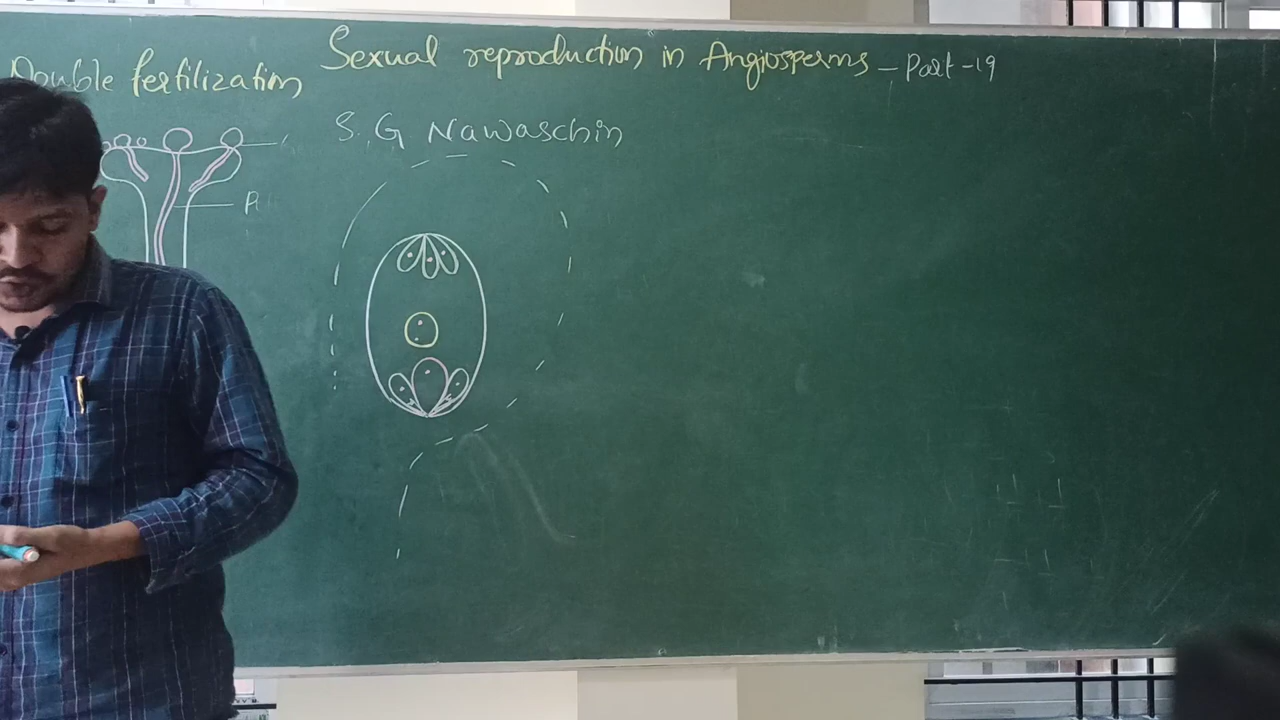 Sexual reproduction in Angiosperms - Part-19
Double fertilization
S.G Nawaschin
P